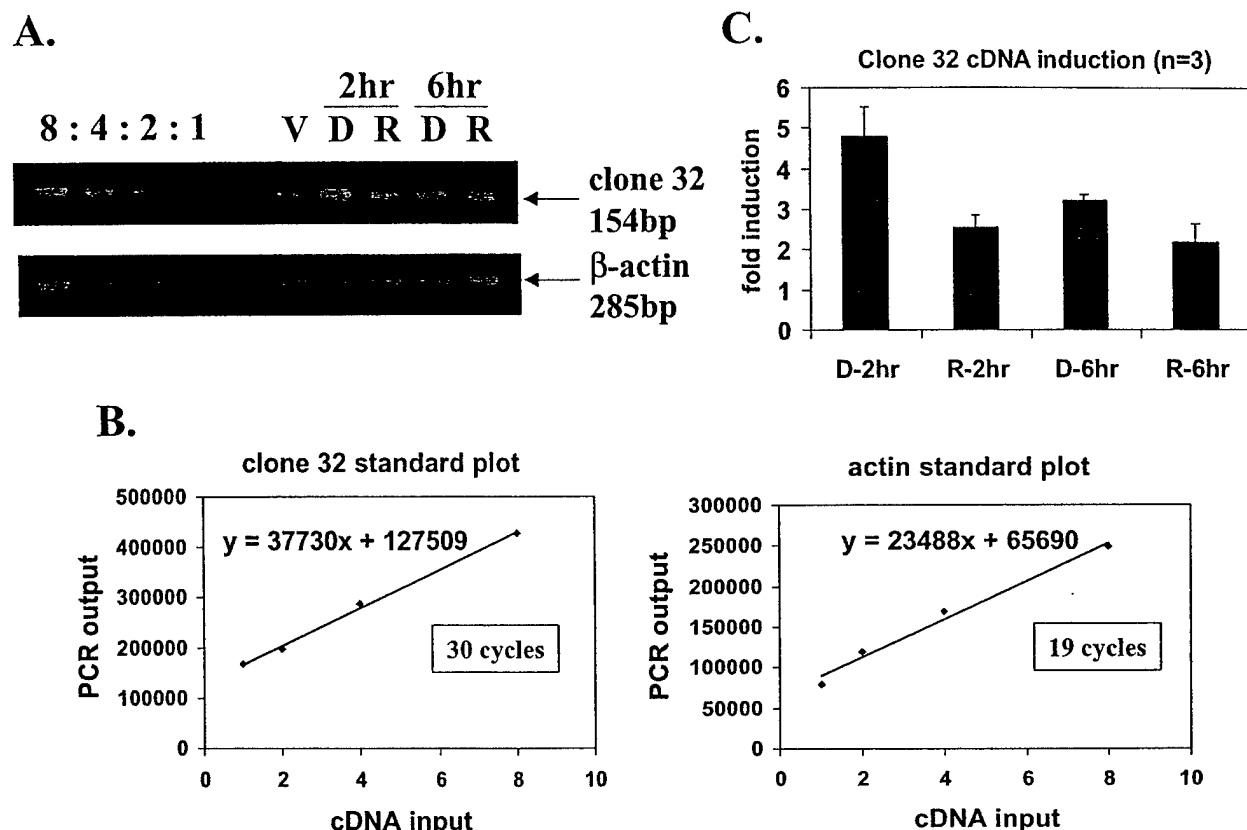 A.
2hr 6hr
8 : 4 : 2 : 1 V D R D R
clone 32
154bp
β-actin
285bp
C.
Clone 32 cDNA induction (n=3)
fold induction
6
5
4
3
2
1
0
D-2hr R-2hr D-6hr R-6hr
B.
clone 32 standard plot
PCR output
500000
400000
300000
200000
100000
0
y = 37730x + 127509
30 cycles
0 2 4 6 8 10
cDNA input
actin standard plot
PCR output
300000
250000
200000
150000
100000
50000
0
y = 23488x + 65690
19 cycles
0 2 4 6 8 10
cDNA input